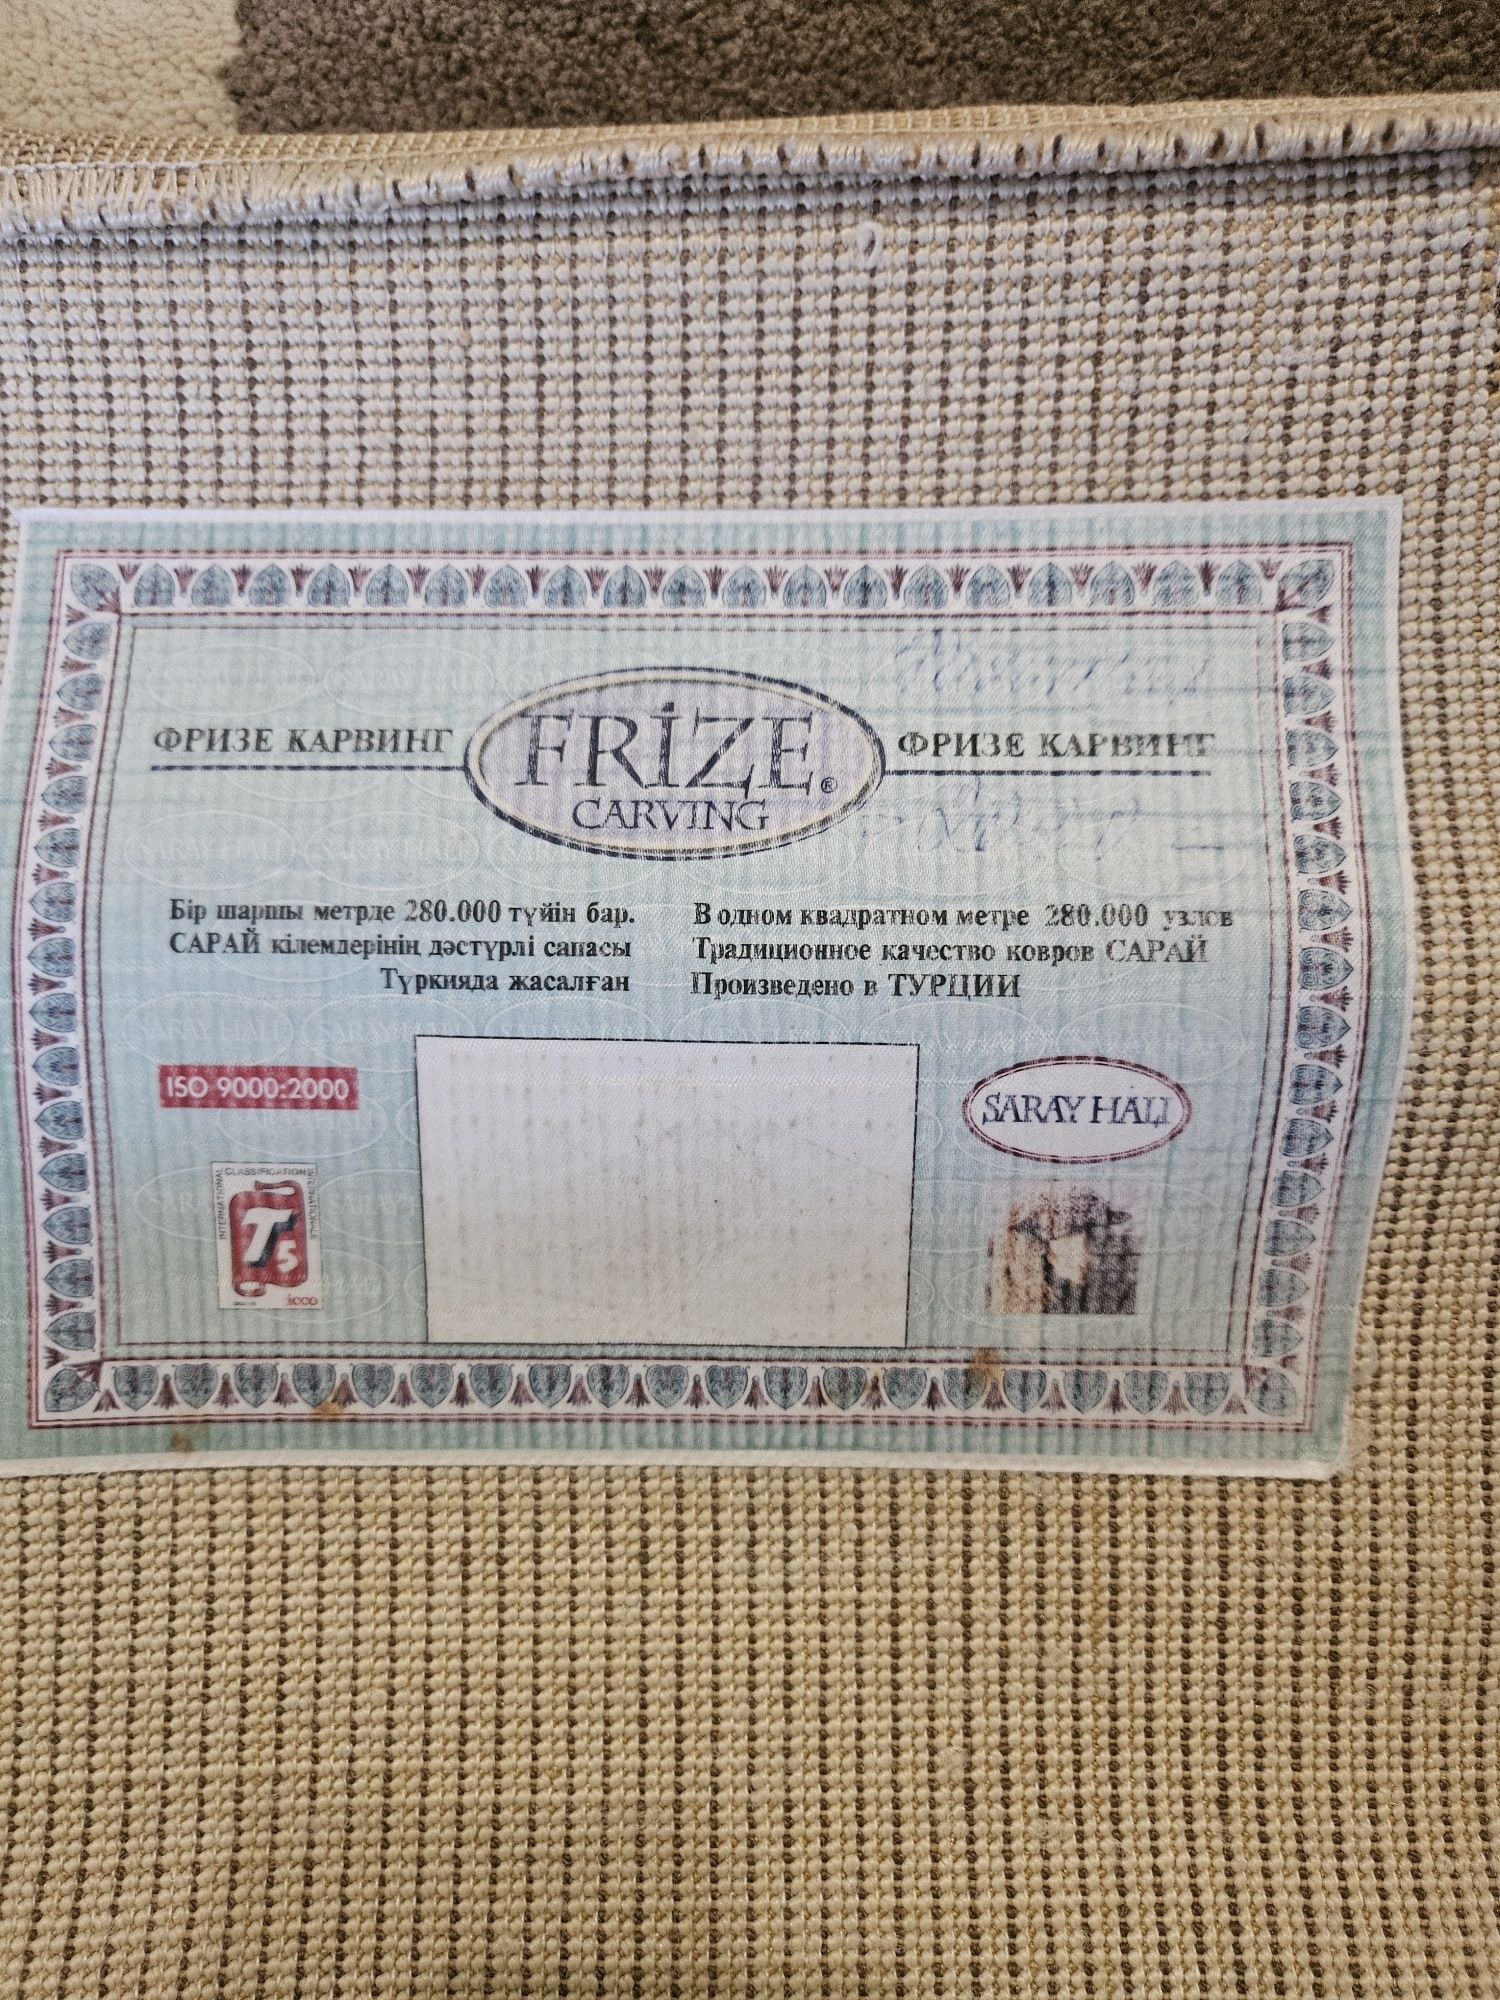 FRİZE®
CARVING
ФРИЗЕ КАРВИНГ
ФРИЗЕ КАРВИНГ
Бір шаршы метрде 280.000 түйін бар.
САРАЙ кілемдерінің дәстүрлі сапасы
Түркияда жасалған
В одном квадратном метре 280.000 узлов
Традиционное качество ковров САРАЙ
Произведено в ТУРЦИИ
ISO 9000:2000
SARAY HALI
INTERNATIONAL
CLASSIFICATION
INTERNATIONALE
T5
1000